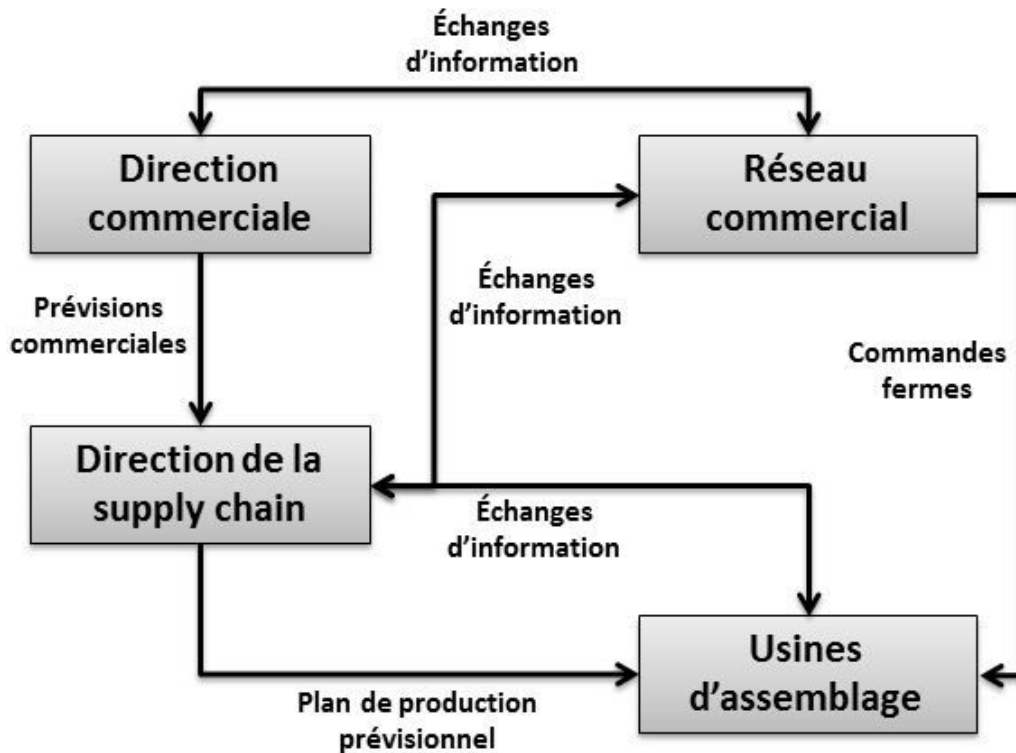 Échanges
d’information
Direction
commerciale
Réseau
commercial
Échanges
d’information
Prévisions
commerciales
Commandes
fermes
Direction de la
supply chain
Échanges
d’information
Usines
d’assemblage
Plan de production
prévisionnel